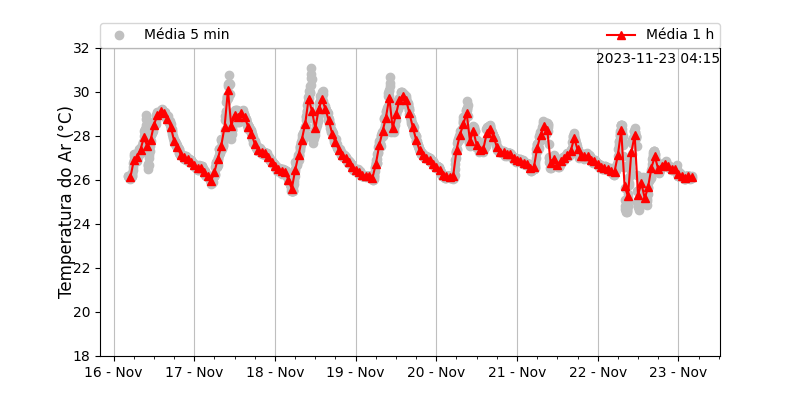 Média 5 min
Média 1 h
2023-11-23 04:15
Temperatura do Ar (°C)
32
30
28
26
24
22
20
18
16 - Nov
17 - Nov
18 - Nov
19 - Nov
20 - Nov
21 - Nov
22 - Nov
23 - Nov